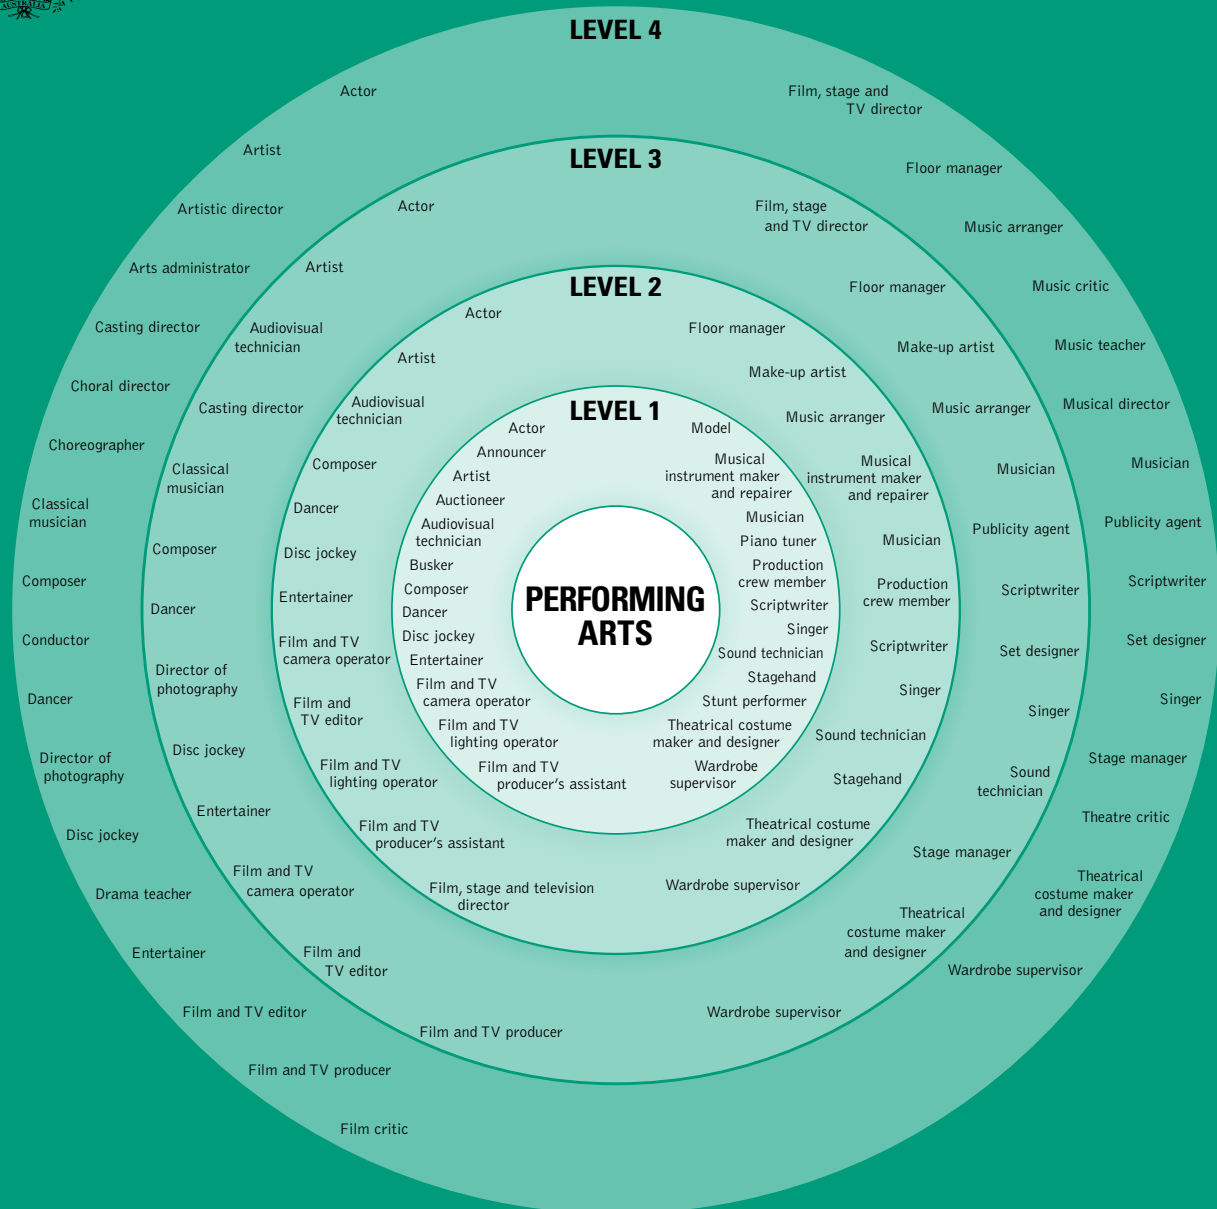 AUSTRALIA
LEVEL 4
Actor
Artist
Artistic director
Arts administrator
Casting director
Choral director
Choreographer
Classical
musician
Composer
Conductor
Dancer
Director of
photography
Disc jockey
Drama teacher
Entertainer
Film and TV editor
Film and TV producer
Film critic
Film, stage and
TV director
Floor manager
Music arranger
Music critic
Music teacher
Musical director
Musician
Publicity agent
Scriptwriter
Set designer
Singer
Stage manager
Theatre critic
Theatrical
costume maker
and designer
Wardrobe supervisor
LEVEL 3
Actor
Artist
Audiovisual
technician
Casting director
Classical
musician
Composer
Dancer
Director of
photography
Disc jockey
Entertainer
Film and TV
camera operator
Film and
TV editor
Film and TV producer
Film, stage
and TV director
Floor manager
Make-up artist
Music arranger
Musician
Publicity agent
Scriptwriter
Set designer
Singer
Sound
technician
Stage manager
Theatrical
costume maker
and designer
Wardrobe supervisor
LEVEL 2
Actor
Artist
Audiovisual
technician
Composer
Dancer
Disc jockey
Entertainer
Film and TV
camera operator
Film and
TV editor
Film and TV
lighting operator
Film and TV
producer's assistant
Film, stage and television
director
Floor manager
Make-up artist
Music arranger
Musical
instrument maker
and repairer
Musician
Production
crew member
Scriptwriter
Singer
Sound technician
Stagehand
Theatrical costume
maker and designer
Wardrobe supervisor
LEVEL 1
Actor
Announcer
Artist
Auctioneer
Audiovisual
technician
Busker
Composer
Dancer
Disc jockey
Entertainer
Film and TV
camera operator
Film and TV
lighting operator
Film and TV
producer's assistant
Model
Musical
instrument maker
and repairer
Musician
Piano tuner
Production
crew member
Scriptwriter
Singer
Sound technician
Stagehand
Stunt performer
Theatrical costume
maker and designer
Wardrobe
supervisor
PERFORMING
ARTS